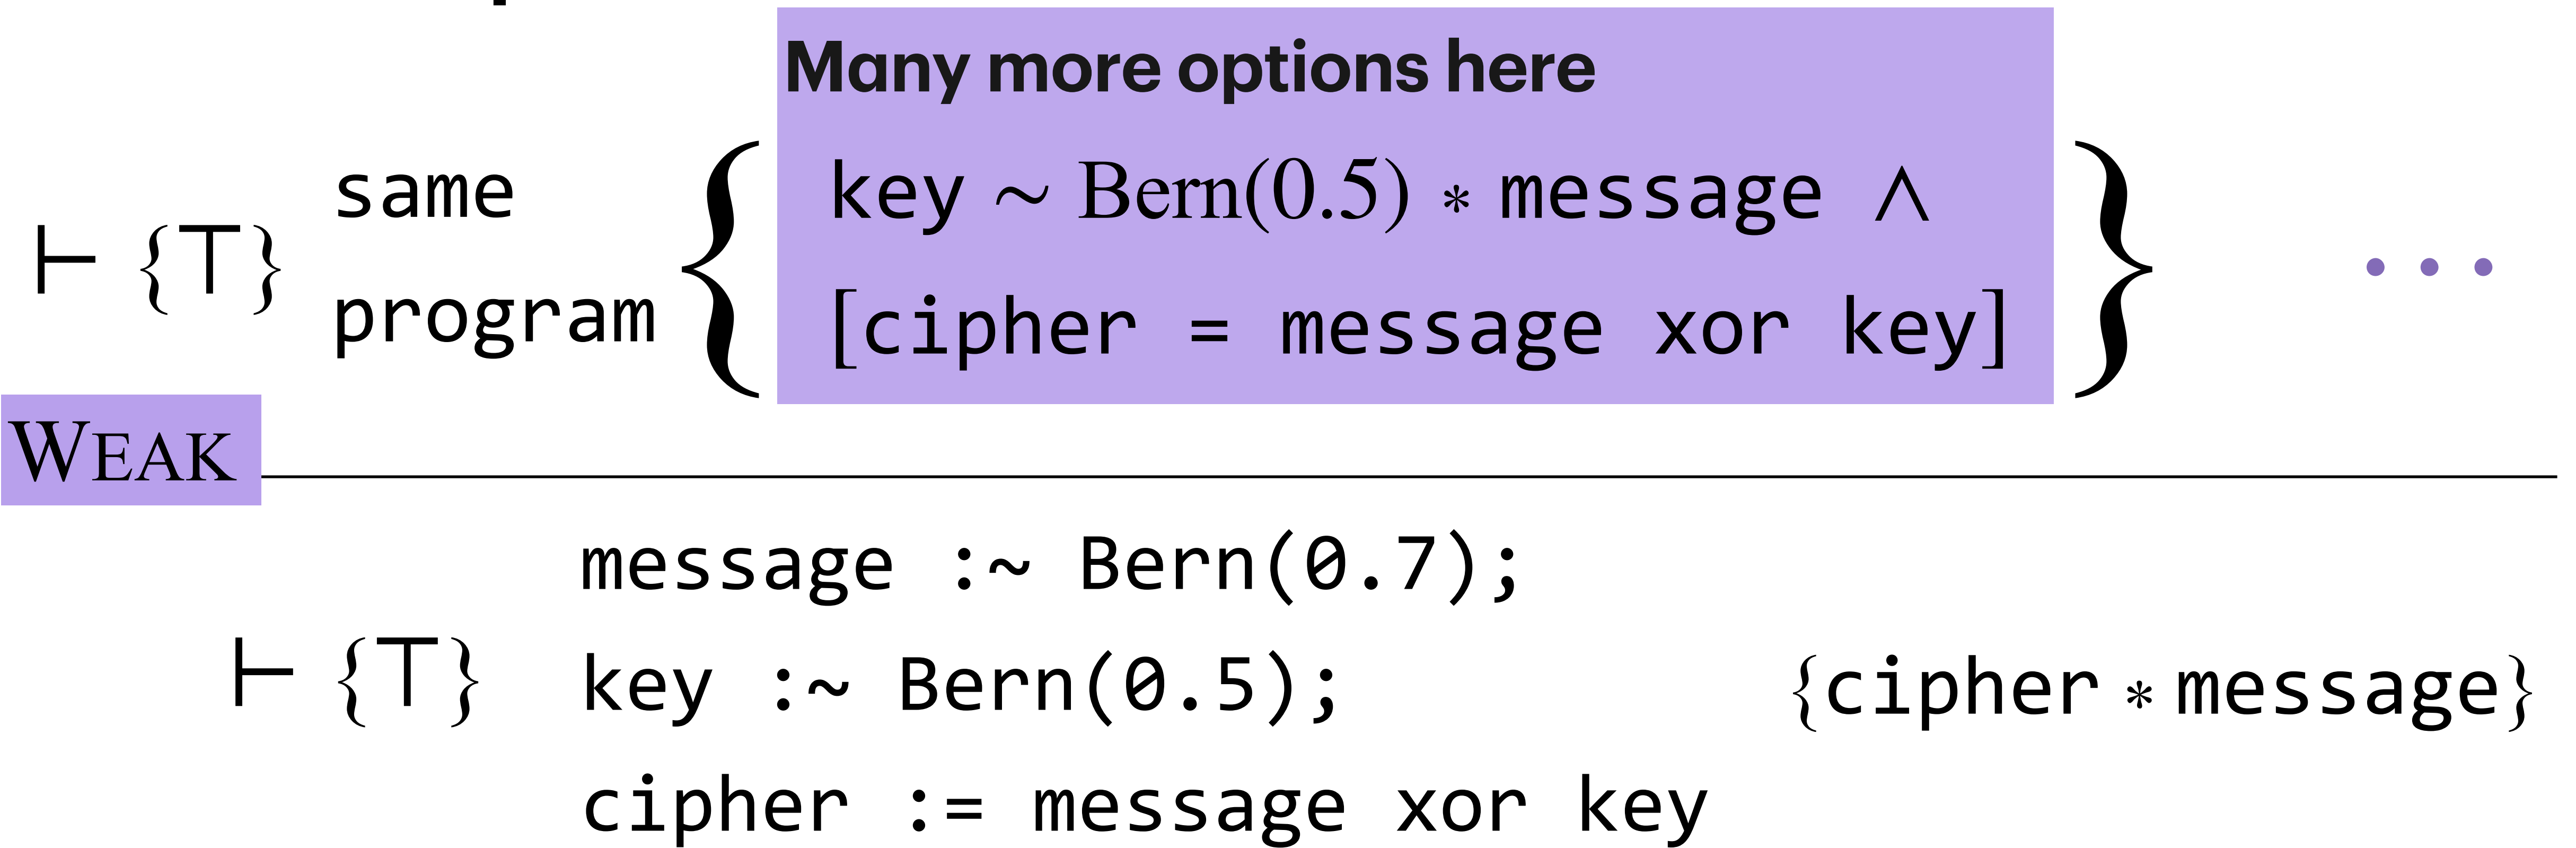 Many more options here
⊢ {⊤} same program { key ∼ Bern(0.5) * message ∧
[cipher = message xor key] } ...
WEAK
message :~ Bern(0.7);
⊢ {⊤} key :~ Bern(0.5); {cipher * message}
cipher := message xor key